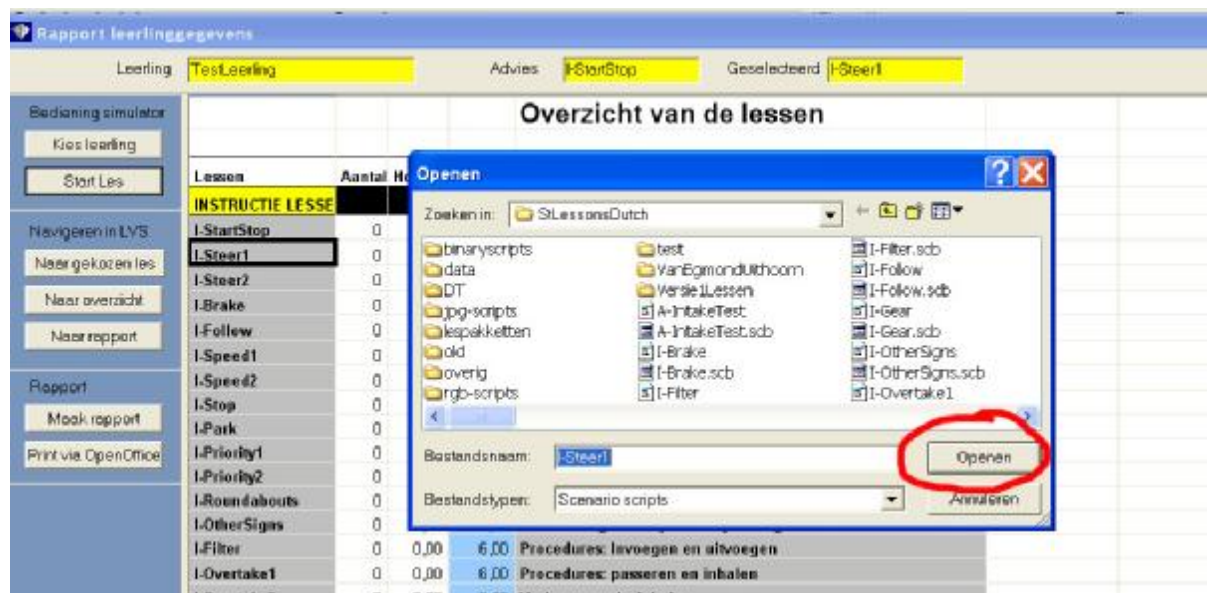 Rapport leerlinggegevens
Leerling TestLeerling Advies I-StartStop Geselecteerd I-Steer1
Bediening simulator
Kies leerling
Start Les
Navigeren in LVS
Naar gekozen les
Naar overzicht
Naar rapport
Rapport
Maak rapport
Print via OpenOffice
Overzicht van de lessen
Lessen Aantal
INSTRUCTIE LESSE
I-StartStop 0
I-Steer1 0
I-Steer2 0
I-Brake 0
I-Follow 0
I-Speed1 0
I-Speed2 0
I-Stop 0
I-Park 0
I-Priority1 0
I-Priority2 0
I-Roundabouts 0
I-OtherSigns 0
I-Filter 0 0,00 6,00 Procedures: Invoegen en uitvoegen
I-Overtake1 0 0,00 6,00 Procedures: passeren en inhalen
Openen
Zoeken in: StLessonsDutch
binaryscripts
data
DT
jpg-scripts
lespakketten
old
overig
rgb-scripts
test
VanEgmondUithoorn
Versie1Lessen
A-IntakeTest
A-IntakeTest.scb
I-Brake
I-Brake.scb
I-Filter
I-Filter.scb
I-Follow
I-Follow.scb
I-Gear
I-Gear.scb
I-OtherSigns
I-OtherSigns.scb
I-Overtake1
Bestandsnaam: I-Steer1 Openen
Bestandstypen: Scenario scripts Annuleren